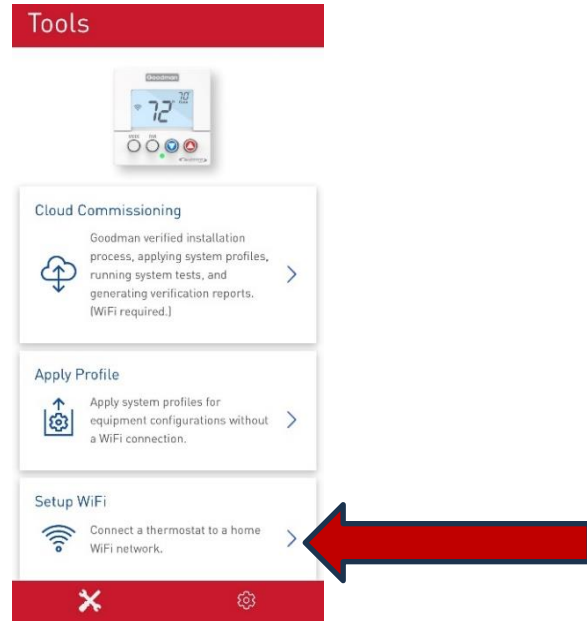 Tools
Goodman
72° 70
Cloud Commissioning
Goodman verified installation
process, applying system profiles,
running system tests, and
generating verification reports.
(WiFi required.)
Apply Profile
Apply system profiles for
equipment configurations without
a WiFi connection.
Setup WiFi
Connect a thermostat to a home
WiFi network.